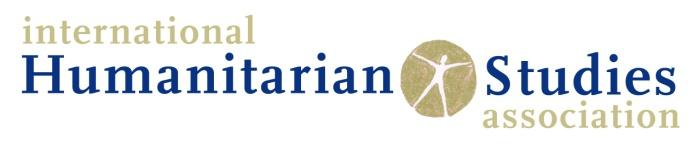 international
Humanitarian Studies
association